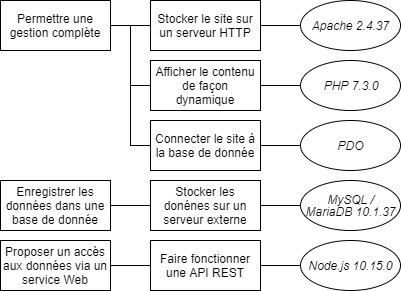 Permettre une
gestion complète
Stocker le site sur
un serveur HTTP
Apache 2.4.37
Afficher le contenu
de façon
dynamique
PHP 7.3.0
Connecter le site à
la base de donnée
PDO
Enregistrer les
données dans une
base de donnée
Stocker les
donénes sur un
serveur externe
MySQL /
MariaDB 10.1.37
Proposer un accès
aux données via un
service Web
Faire fonctionner
une API REST
Node.js 10.15.0